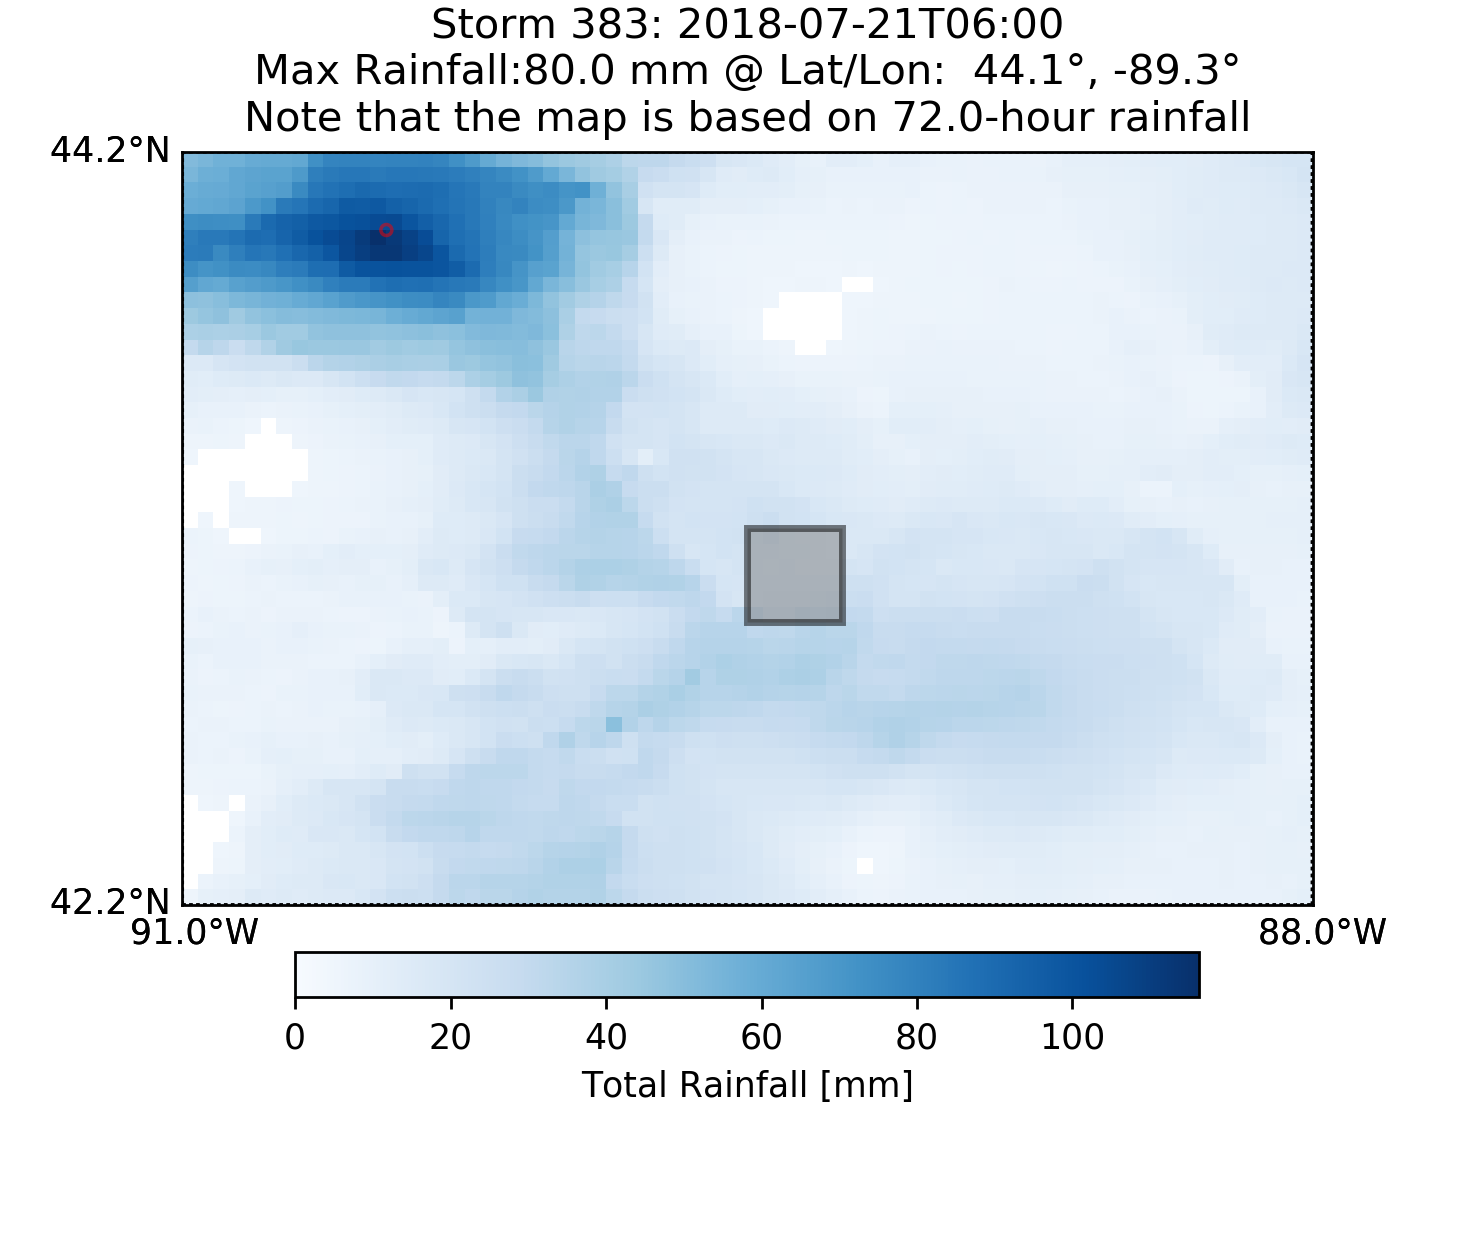 Storm 383: 2018-07-21T06:00
Max Rainfall:80.0 mm @ Lat/Lon:  44.1°, -89.3°
Note that the map is based on 72.0-hour rainfall
44.2°N
42.2°N
91.0°W
88.0°W
0 20 40 60 80 100
Total Rainfall [mm]